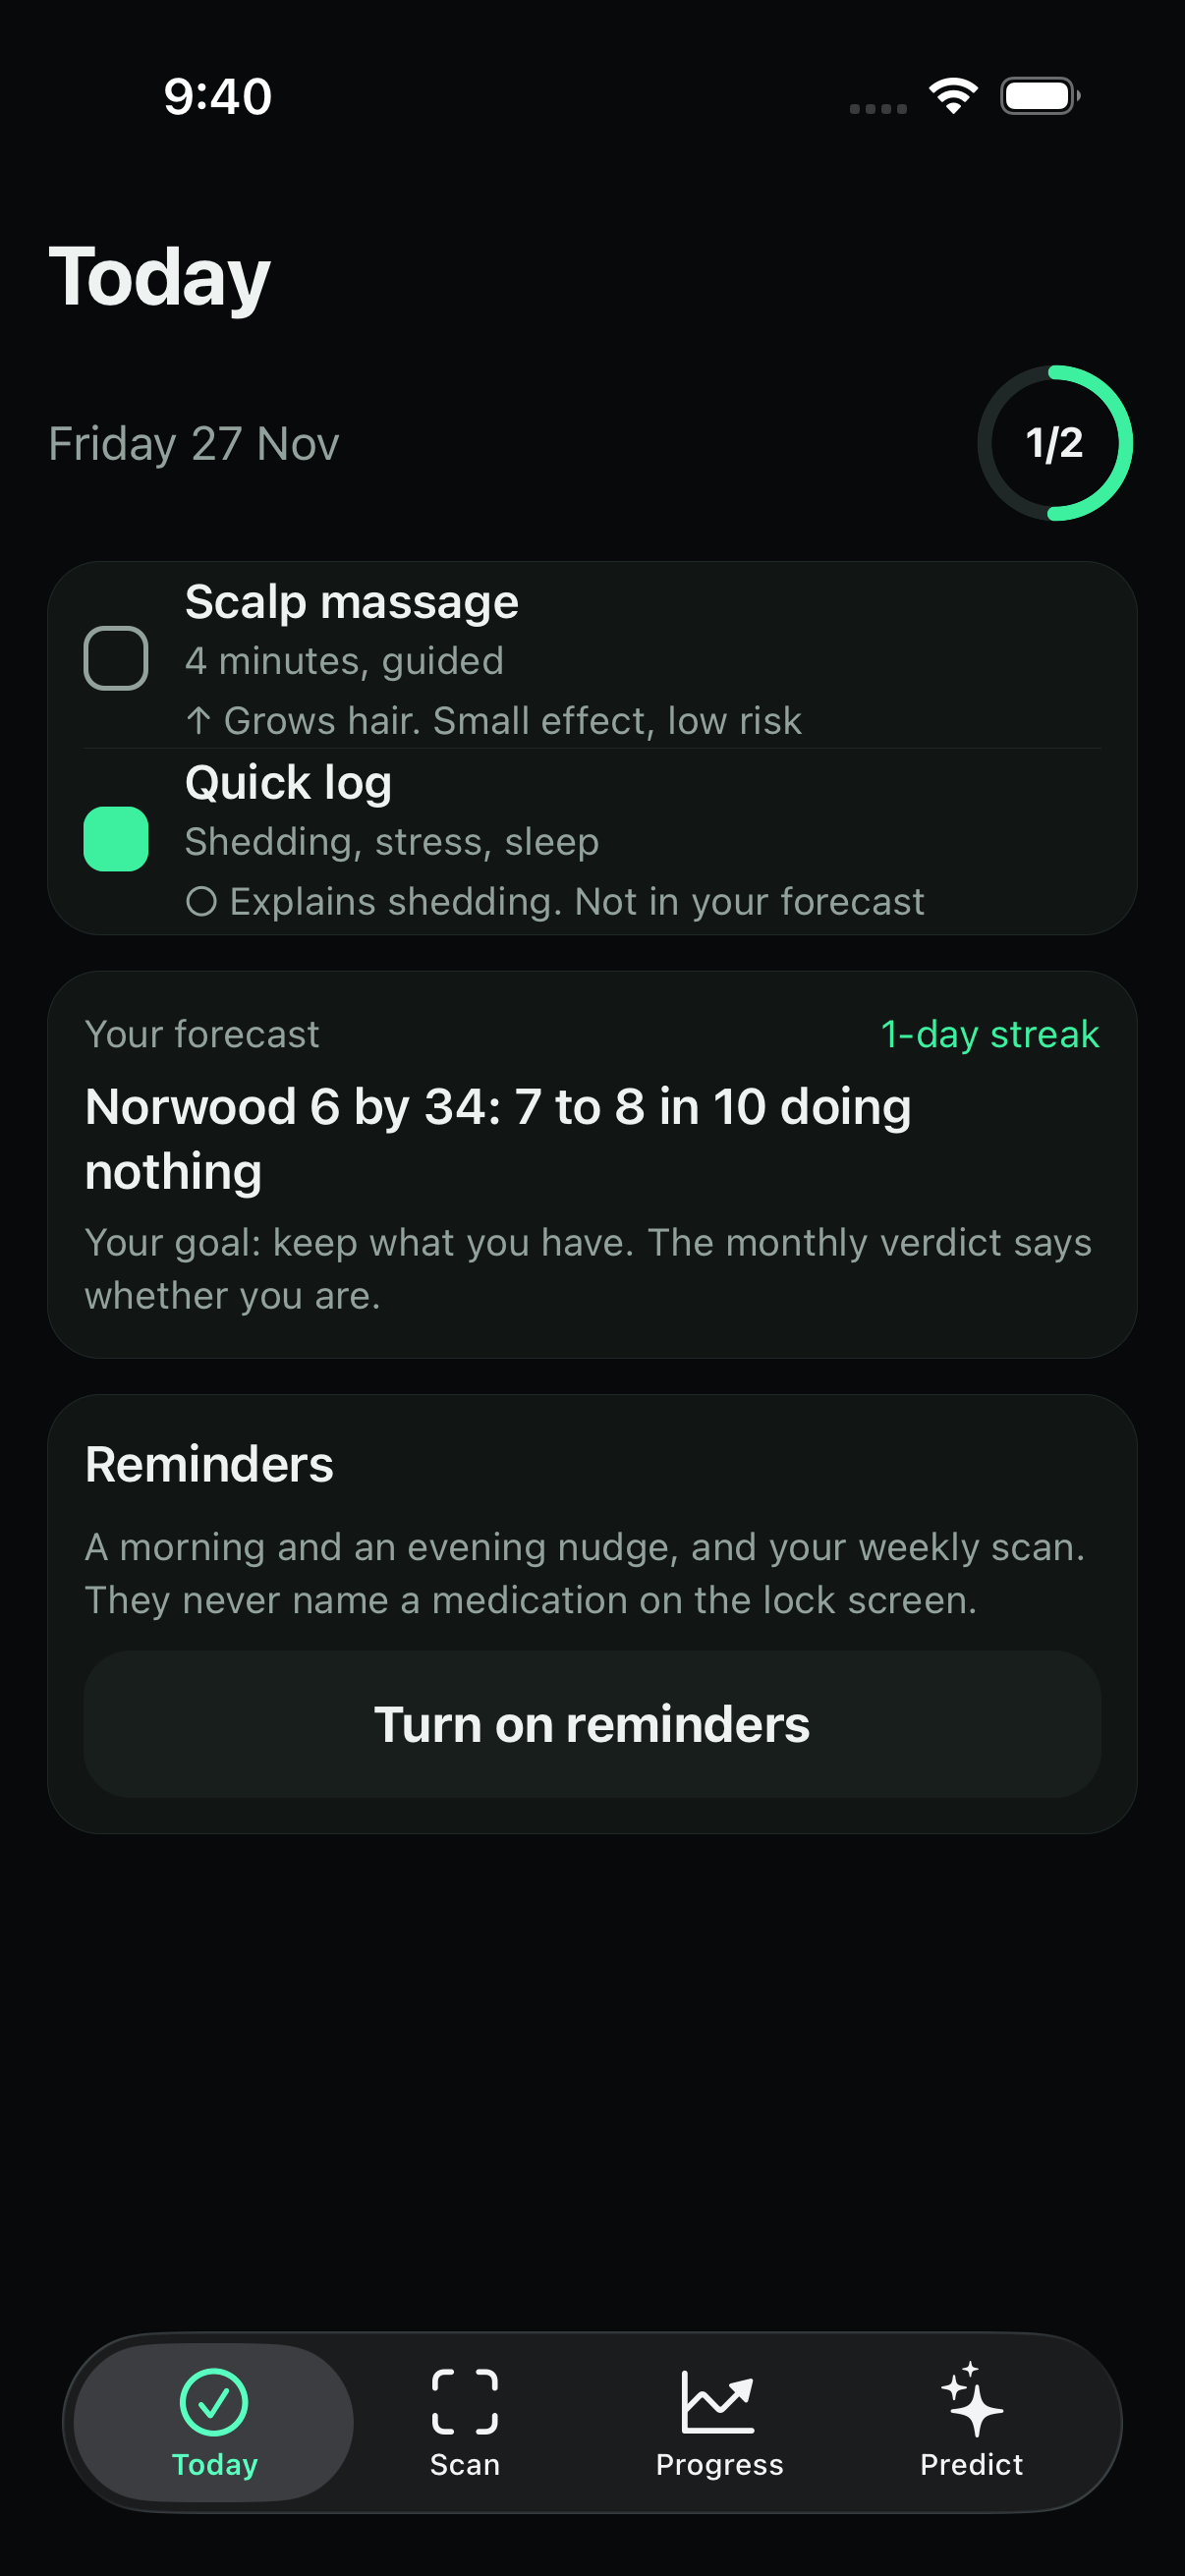 9:40
Today
Friday 27 Nov
1/2
Scalp massage
4 minutes, guided
↑ Grows hair. Small effect, low risk
Quick log
Shedding, stress, sleep
○ Explains shedding. Not in your forecast
Your forecast
1-day streak
Norwood 6 by 34: 7 to 8 in 10 doing
nothing
Your goal: keep what you have. The monthly verdict says
whether you are.
Reminders
A morning and an evening nudge, and your weekly scan.
They never name a medication on the lock screen.
Turn on reminders
Today
Scan
Progress
Predict